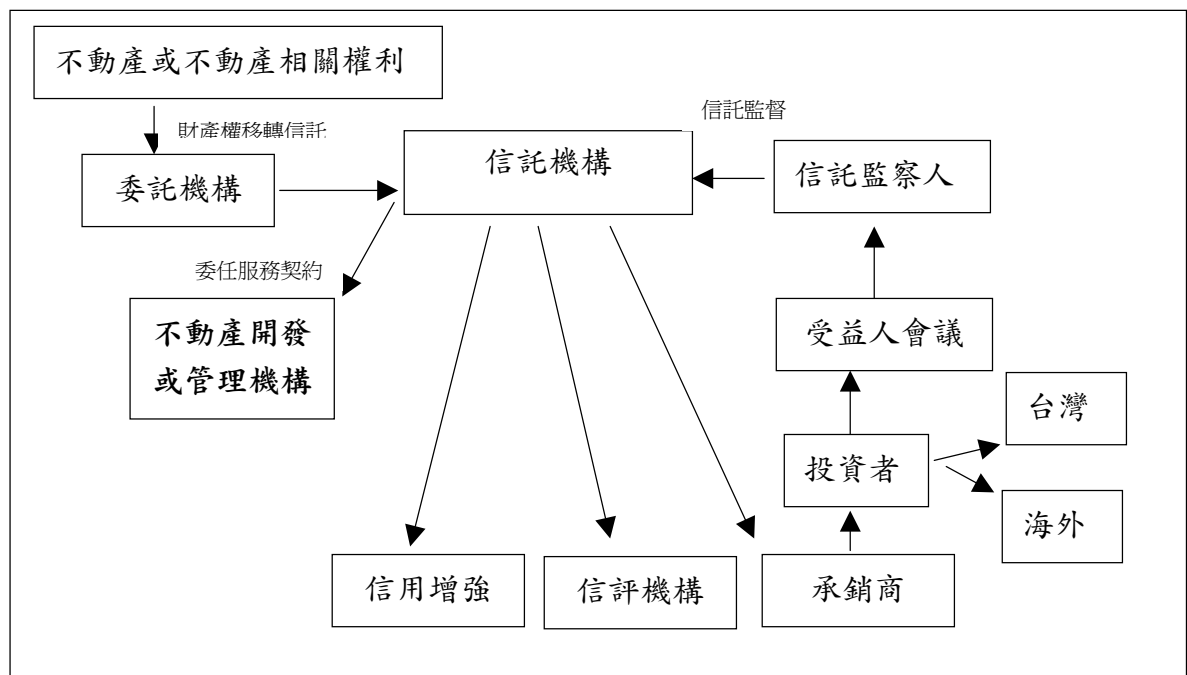 不動產或不動產相關權利
財產權移轉信託
信託監督
委託機構
信託機構
信託監察人
委任服務契約
不動產開發
或管理機構
受益人會議
台灣
投資者
海外
信用增強
信評機構
承銷商